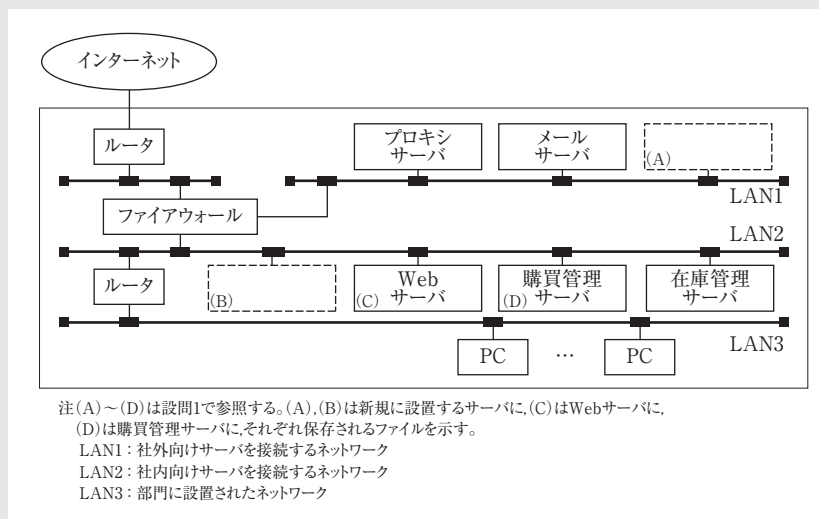 インターネット
ルータ
プロキシ
サーバ
メール
サーバ
(A)
LAN1
ファイアウォール
LAN2
ルータ
(B)
Web
(C) サーバ
購買管理
(D) サーバ
在庫管理
サーバ
LAN3
PC
…
PC
注(A)～(D)は設問1で参照する。(A),(B)は新規に設置するサーバに,(C)はWebサーバに,
(D)は購買管理サーバに,それぞれ保存されるファイルを示す。
LAN1：社外向けサーバを接続するネットワーク
LAN2：社内向けサーバを接続するネットワーク
LAN3：部門に設置されたネットワーク